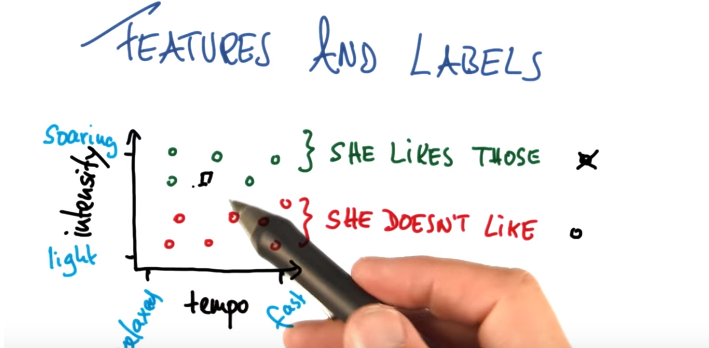 FEATURES AND LABELS
Soaring
intensity
light
} SHE LIKES THOSE
} SHE DOESN'T LIKE
relaxed
tempo
fast